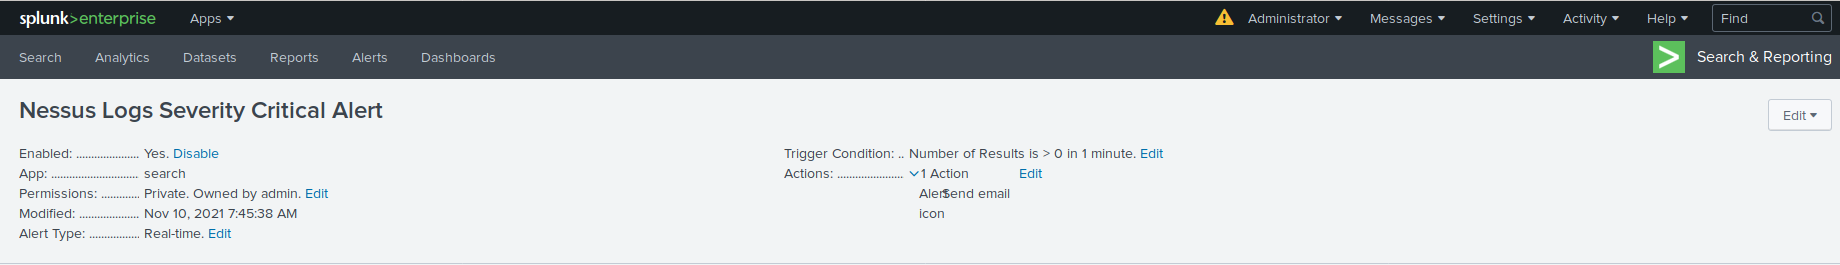 splunk>enterprise Apps Administrator Messages Settings Activity Help Find
Search Analytics Datasets Reports Alerts Dashboards Search & Reporting
Nessus Logs Severity Critical Alert
Edit
Enabled: ..................... Yes. Disable
App: ............................. search
Permissions: ............. Private. Owned by admin. Edit
Modified: .................... Nov 10, 2021 7:45:38 AM
Alert Type: ................. Real-time. Edit
Trigger Condition: .. Number of Results is > 0 in 1 minute. Edit
Actions: ...................... 1 Action Edit
Alert Send email
icon